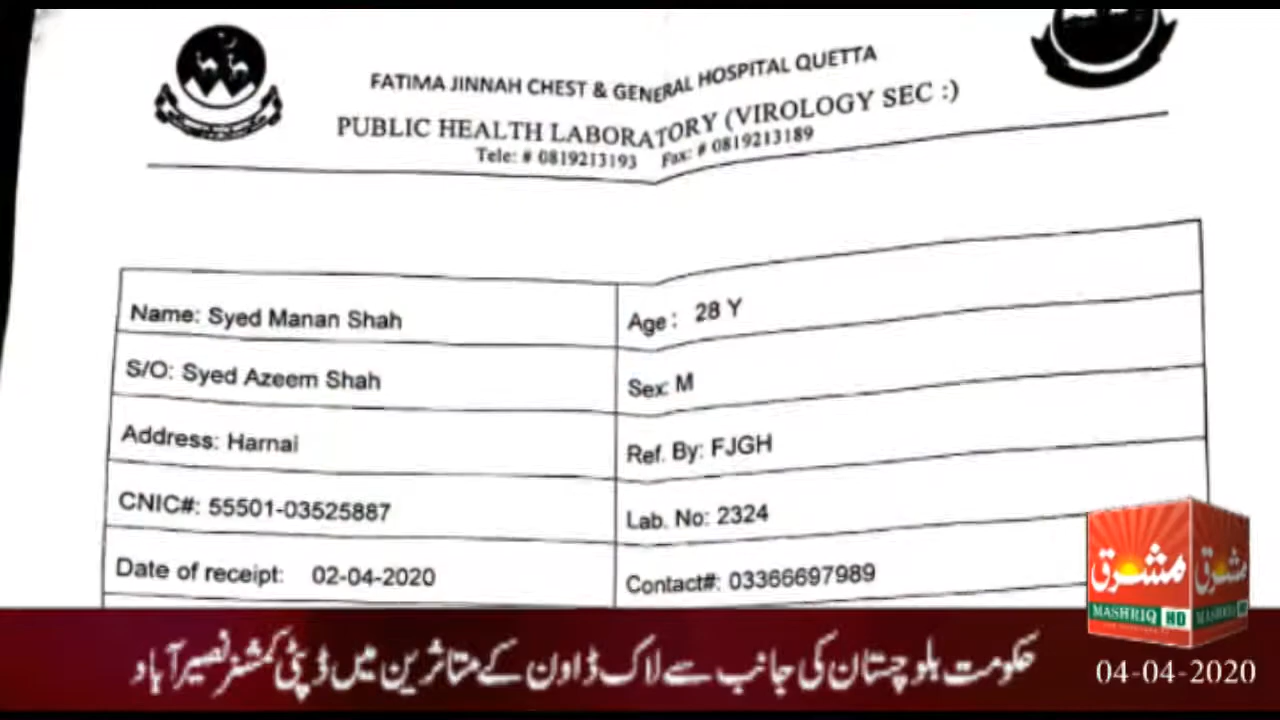 FATIMA JINNAH CHEST & GENERAL HOSPITAL QUETTA
PUBLIC HEALTH LABORATORY (VIROLOGY SEC :)
Tele: # 0819213193 Fax: # 0819213189
Name: Syed Manan Shah
Age: 28 Y
S/O: Syed Azeem Shah
Sex: M
Address: Harnai
Ref. By: FJGH
CNIC#: 55501-03525887
Lab. No: 2324
Date of receipt: 02-04-2020
Contact#: 03366697989
مشرق
مشرق
MASHRIQ HD
MASHRIQ
حکومت بلوچستان کی جانب سے لاک ڈاون کے متاثرین میں ڈپٹی کمشنر نصیر آباد
04-04-2020